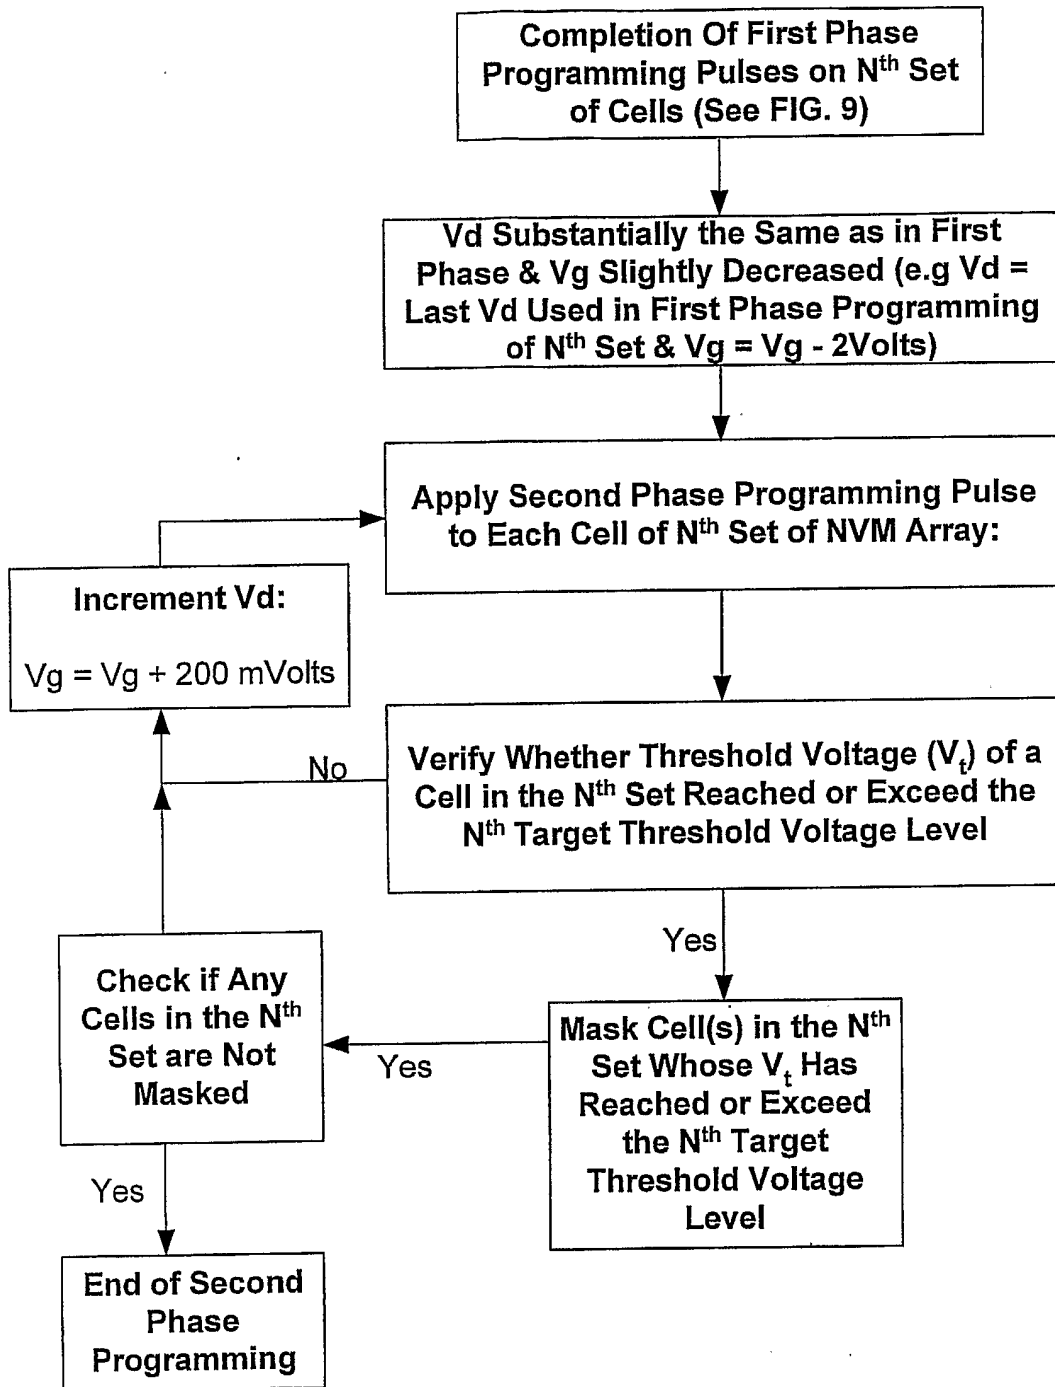 Completion Of First Phase
Programming Pulses on Nth Set
of Cells (See FIG. 9)
Vd Substantially the Same as in First
Phase & Vg Slightly Decreased (e.g Vd =
Last Vd Used in First Phase Programming
of Nth Set & Vg = Vg - 2Volts)
Apply Second Phase Programming Pulse
to Each Cell of Nth Set of NVM Array:
Increment Vd:
Vg = Vg + 200 mVolts
No
Verify Whether Threshold Voltage (Vt) of a
Cell in the Nth Set Reached or Exceed the
Nth Target Threshold Voltage Level
Yes
Mask Cell(s) in the Nth
Set Whose Vt Has
Reached or Exceed
the Nth Target
Threshold Voltage
Level
Yes
Check if Any
Cells in the Nth
Set are Not
Masked
Yes
End of Second
Phase
Programming